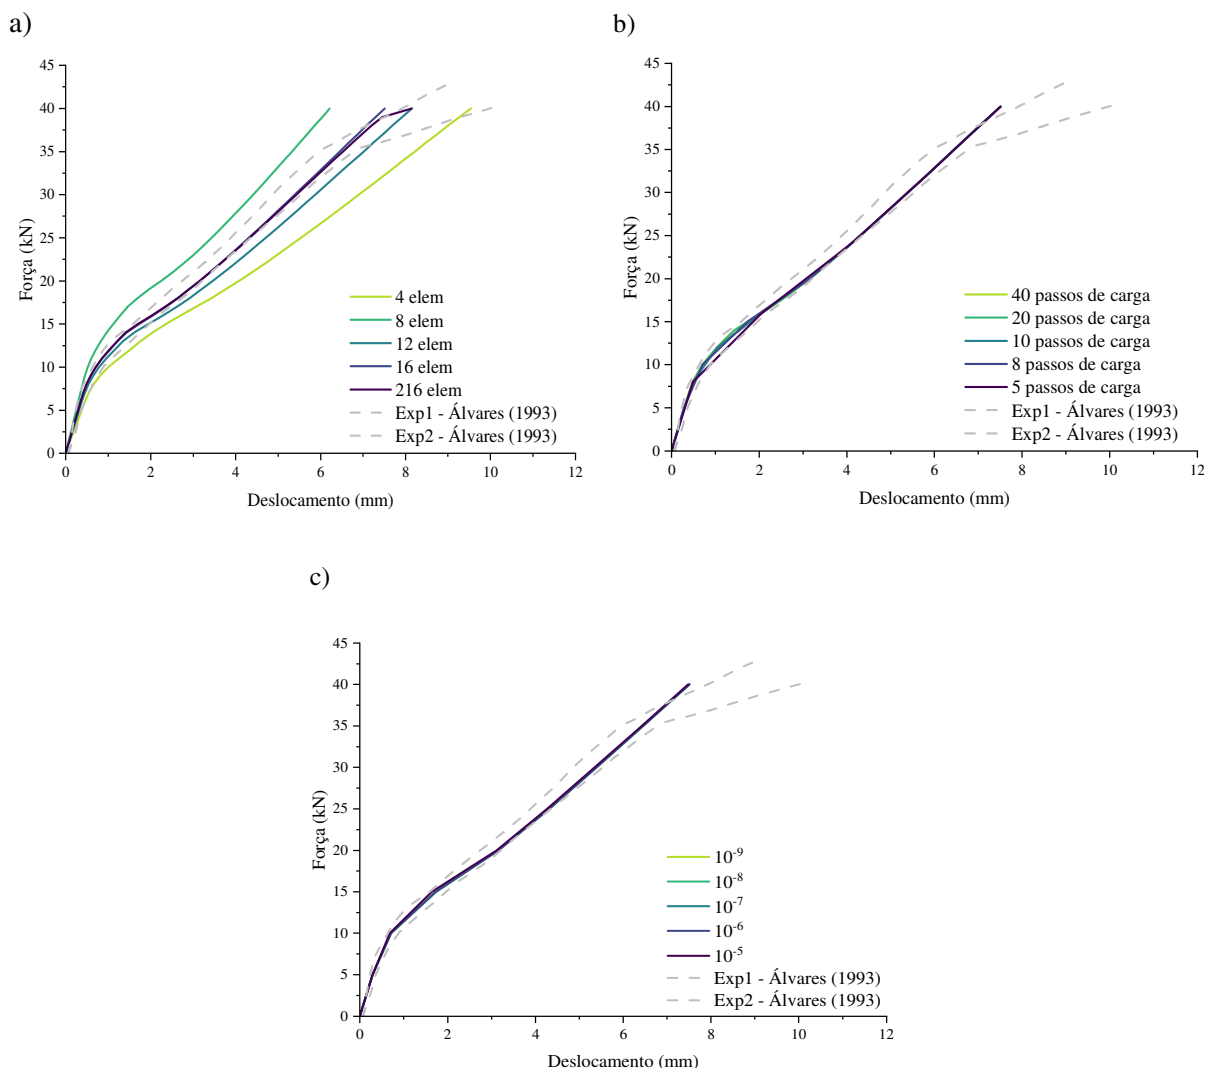 a)
45
40
35
30
25
20
15
10
5
0
Força (kN)
0 2 4 6 8 10 12
Deslocamento (mm)
4 elem
8 elem
12 elem
16 elem
216 elem
Exp1 - Álvares (1993)
Exp2 - Álvares (1993)
b)
45
40
35
30
25
20
15
10
5
0
Força (kN)
0 2 4 6 8 10 12
Deslocamento (mm)
40 passos de carga
20 passos de carga
10 passos de carga
8 passos de carga
5 passos de carga
Exp1 - Álvares (1993)
Exp2 - Álvares (1993)
c)
45
40
35
30
25
20
15
10
5
0
Força (kN)
0 2 4 6 8 10 12
Deslocamento (mm)
10⁻⁹
10⁻⁸
10⁻⁷
10⁻⁶
10⁻⁵
Exp1 - Álvares (1993)
Exp2 - Álvares (1993)